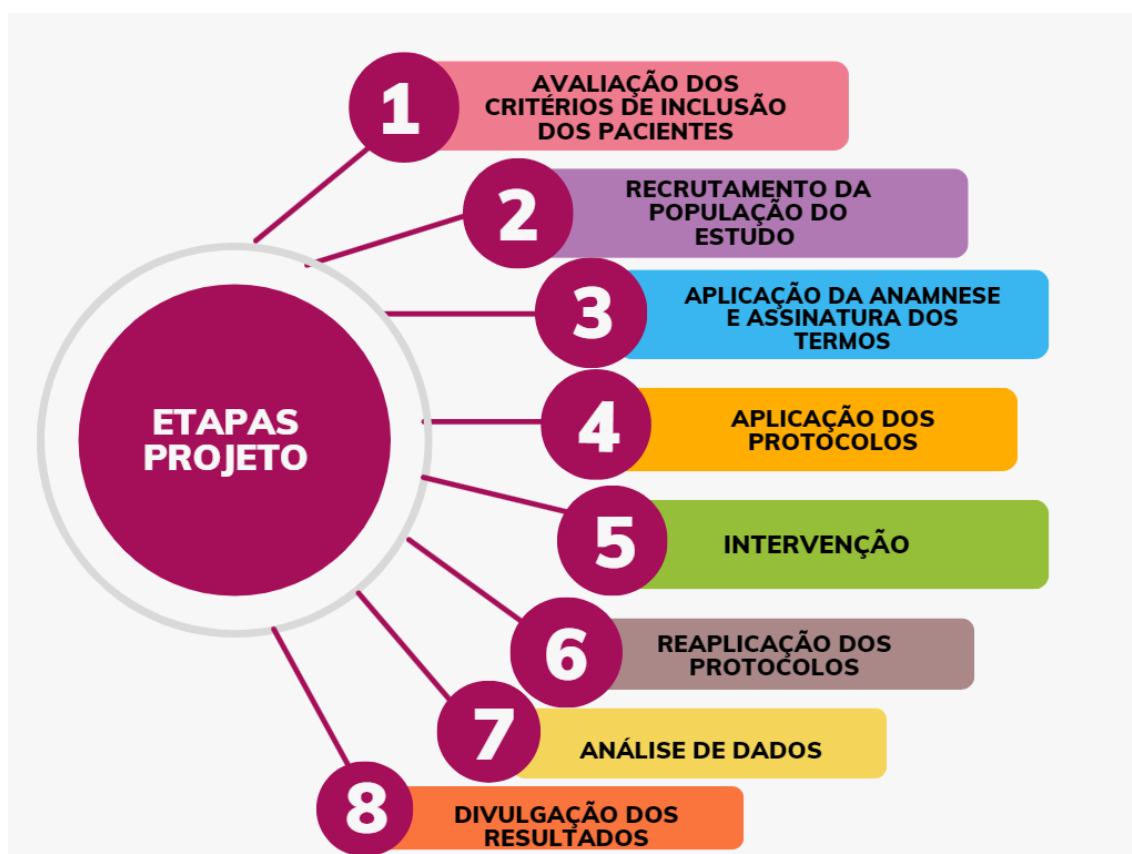 1
AVALIAÇÃO DOS
CRITÉRIOS DE INCLUSÃO
DOS PACIENTES
2
RECRUTAMENTO DA
POPULAÇÃO DO
ESTUDO
3
APLICAÇÃO DA ANAMNESE
E ASSINATURA DOS
TERMOS
ETAPAS
PROJETO
4
APLICAÇÃO DOS
PROTOCOLOS
5
INTERVENÇÃO
6
REAPLICAÇÃO DOS
PROTOCOLOS
7
ANÁLISE DE DADOS
8
DIVULGAÇÃO DOS
RESULTADOS